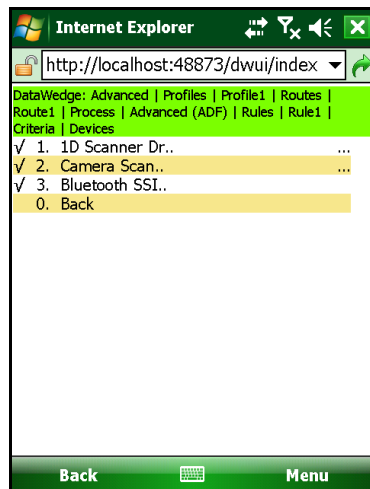 Internet Explorer
http://localhost:48873/dwui/index
DataWedge: Advanced | Profiles | Profile1 | Routes |
Route1 | Process | Advanced (ADF) | Rules | Rule1 |
Criteria | Devices
√ 1. 1D Scanner Dr.. ...
√ 2. Camera Scan.. ...
√ 3. Bluetooth SSI..
0. Back
Back Menu